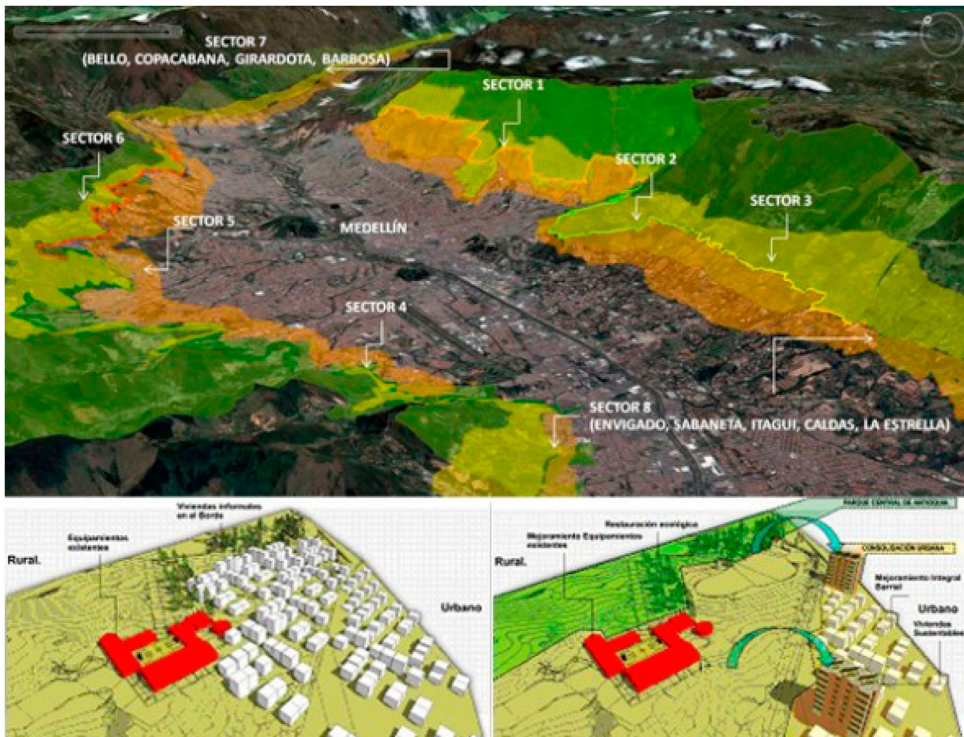 SECTOR 7
(BELLO, COPACABANA, GIRARDOTA, BARBOSA)
SECTOR 1
SECTOR 6
SECTOR 2
SECTOR 3
SECTOR 5
MEDELLÍN
SECTOR 4
SECTOR 8
(ENVIGADO, SABANETA, ITAGUI, CALDAS, LA ESTRELLA)
Viviendas informales
en el Borde
Equipamientos
existentes
Rural.
Urbano
PARQUE CENTRAL DE ANTIOQUIA
Restauración ecológica
Mejoramiento Equipamientos
existentes
CONSOLIDACIÓN URBANA
Rural.
Mejoramiento Integral
Barrial
Urbano
Viviendas
Sustentables